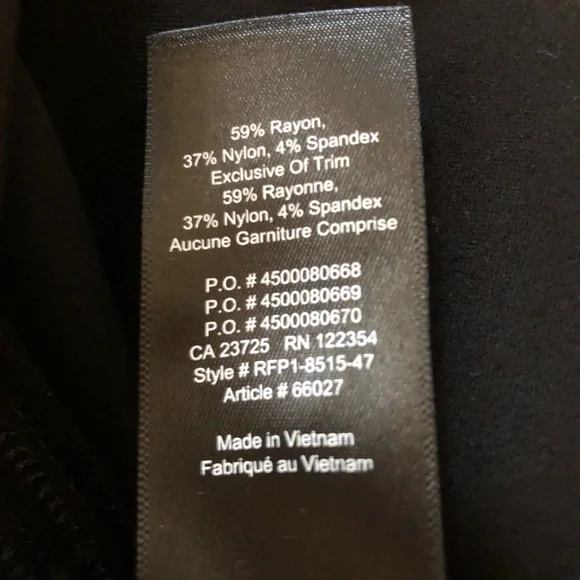 59% Rayon,
37% Nylon, 4% Spandex
Exclusive Of Trim
59% Rayonne,
37% Nylon, 4% Spandex
Aucune Garniture Comprise
P.O. # 4500080668
P.O. # 4500080669
P.O. # 4500080670
CA 23725 RN 122354
Style # RFP1-8515-47
Article # 66027
Made in Vietnam
Fabriqué au Vietnam